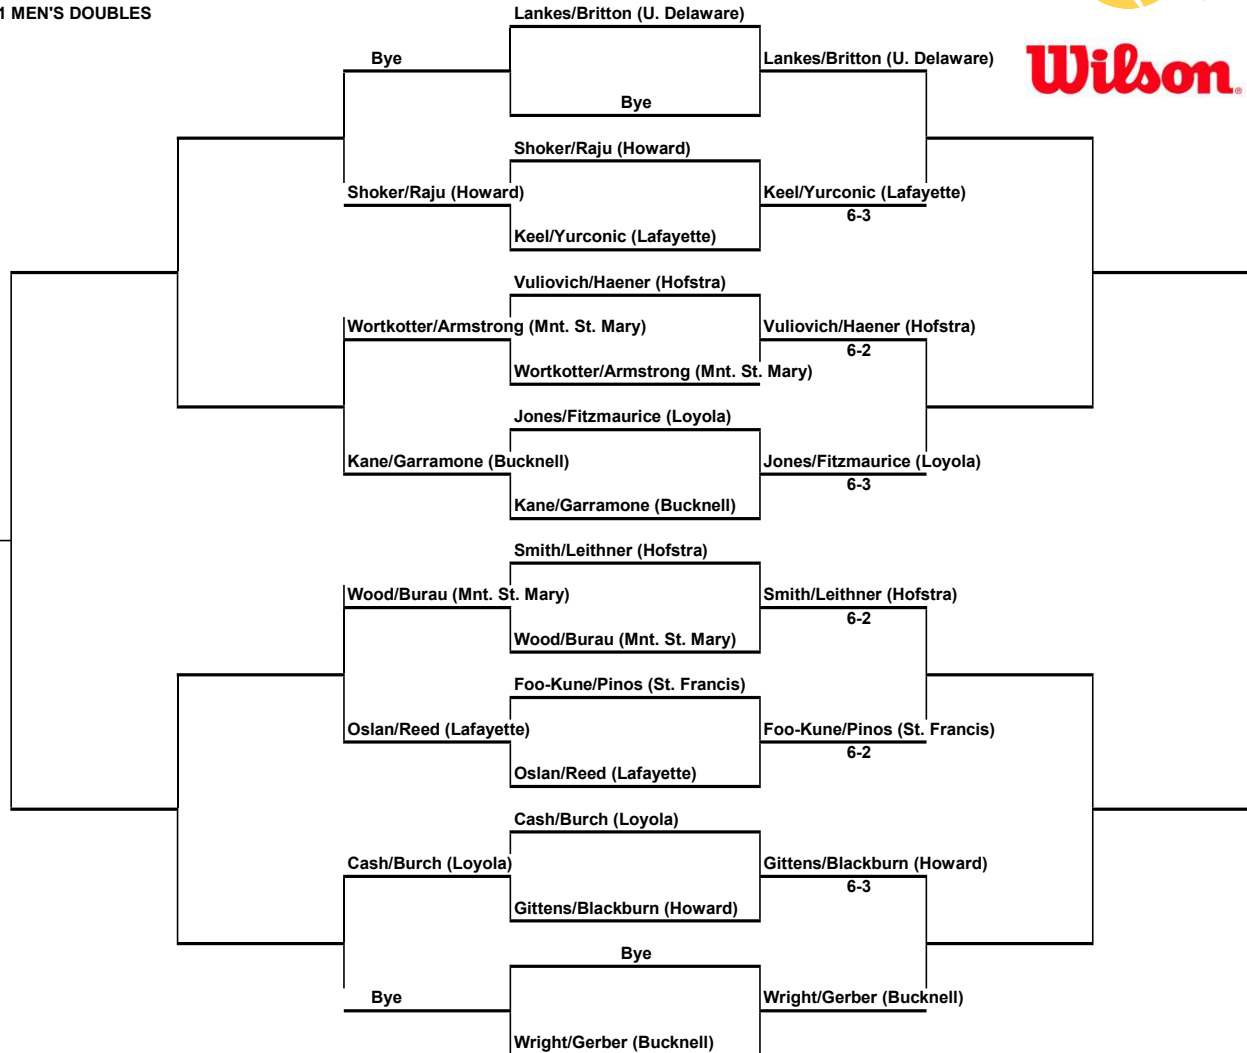 1 MEN'S DOUBLES
Lankes/Britton (U. Delaware)
Bye
Lankes/Britton (U. Delaware)
Wilson
Bye
Shoker/Raju (Howard)
Shoker/Raju (Howard)
Keel/Yurconic (Lafayette)
6-3
Keel/Yurconic (Lafayette)
Vuliovich/Haener (Hofstra)
Wortkotter/Armstrong (Mnt. St. Mary)
Vuliovich/Haener (Hofstra)
6-2
Wortkotter/Armstrong (Mnt. St. Mary)
Jones/Fitzmaurice (Loyola)
Kane/Garramone (Bucknell)
Jones/Fitzmaurice (Loyola)
6-3
Kane/Garramone (Bucknell)
Smith/Leithner (Hofstra)
Wood/Burau (Mnt. St. Mary)
Smith/Leithner (Hofstra)
6-2
Wood/Burau (Mnt. St. Mary)
Foo-Kune/Pinos (St. Francis)
Oslan/Reed (Lafayette)
Foo-Kune/Pinos (St. Francis)
6-2
Oslan/Reed (Lafayette)
Cash/Burch (Loyola)
Cash/Burch (Loyola)
Gittens/Blackburn (Howard)
6-3
Gittens/Blackburn (Howard)
Bye
Bye
Wright/Gerber (Bucknell)
Wright/Gerber (Bucknell)